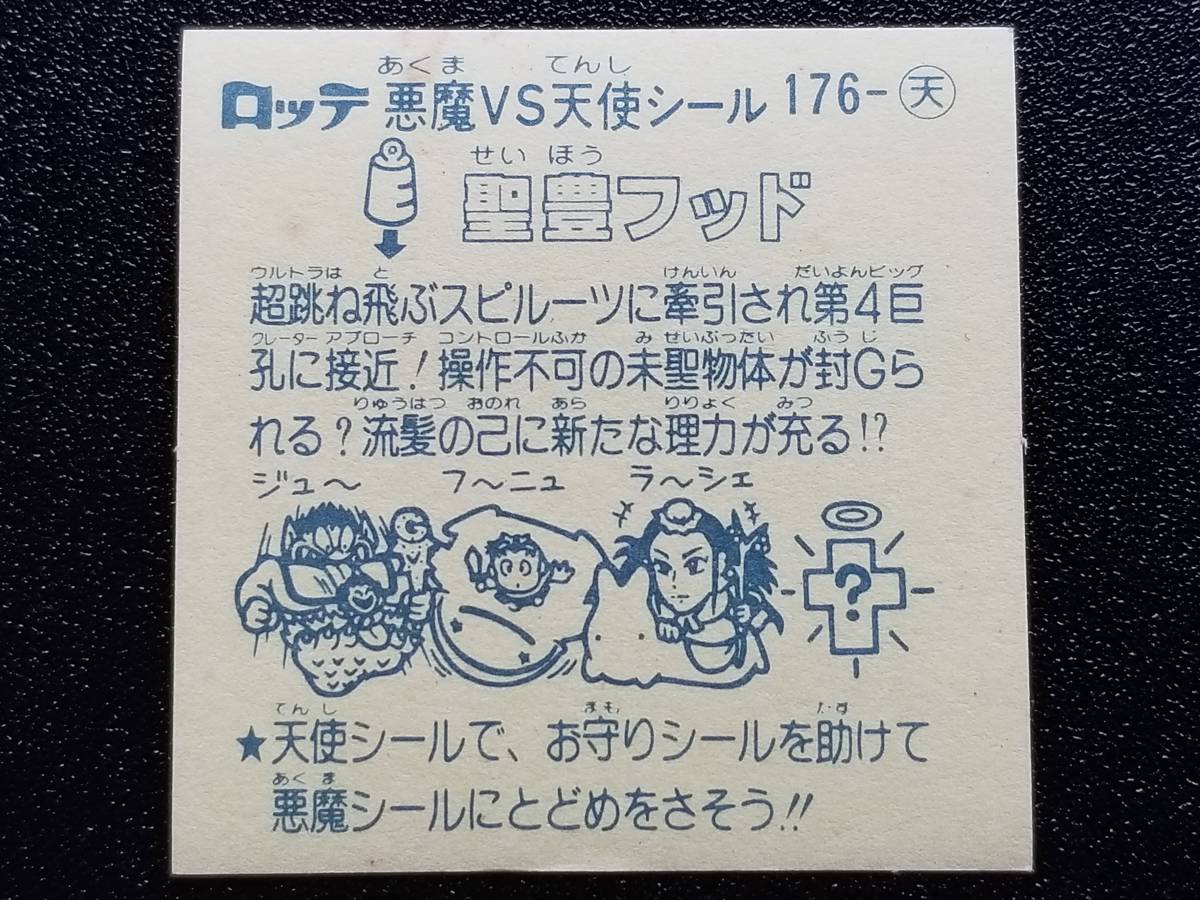 あくま てんし
ロッテ 悪魔VS天使シール 176-天
せい ほう
聖豊フッド
ウルトラは と けんいん だいよんビッグ
超跳ね飛ぶスピルーツに牽引され第4巨
クレーター アプローチ コントロールふか み せいぶったい ふうじ
孔に接近!操作不可の未聖物体が封Gら
りゅうはつ おのれ あら りりょく みつ
れる?流髪の己に新たな理力が充る!?
ジュ〜 フ〜ニュ ラ〜シェ
?
てんし まも たす
★天使シールで、お守りシールを助けて
あくま
悪魔シールにとどめをさそう!!